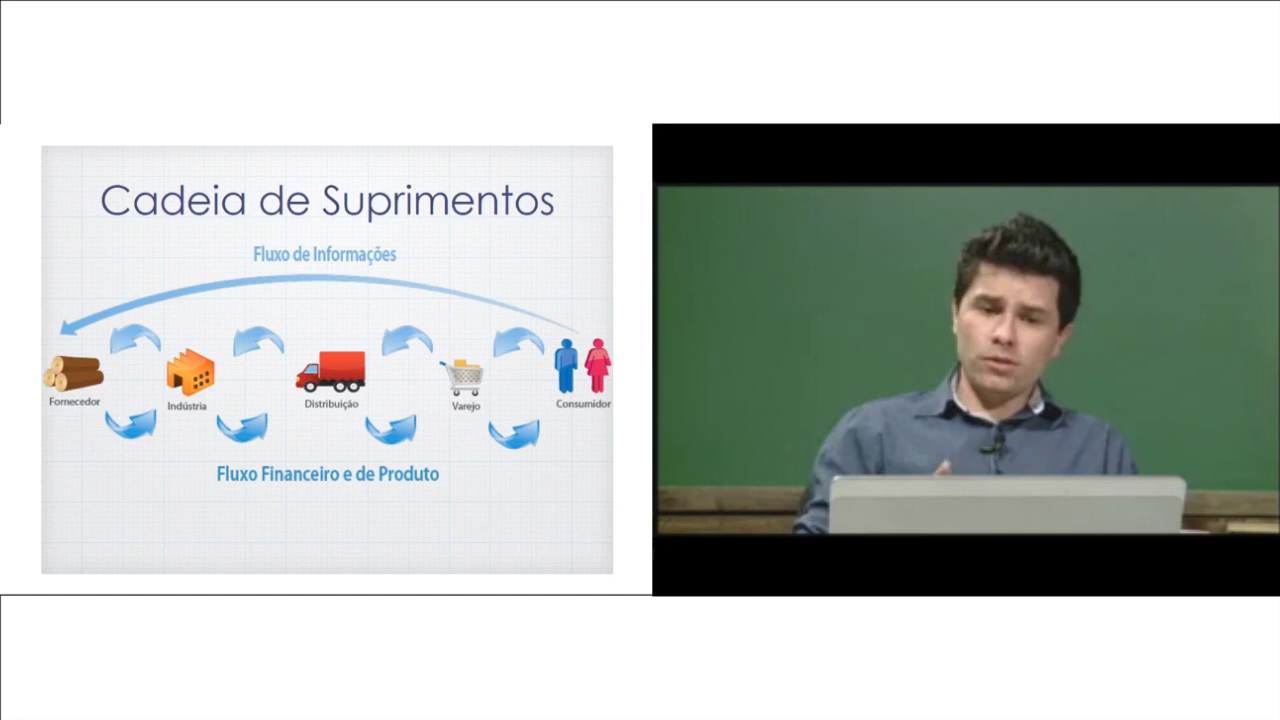 Cadeia de Suprimentos
Fluxo de Informações
Fornecedor
Indústria
Distribuição
Varejo
Consumidor
Fluxo Financeiro e de Produto